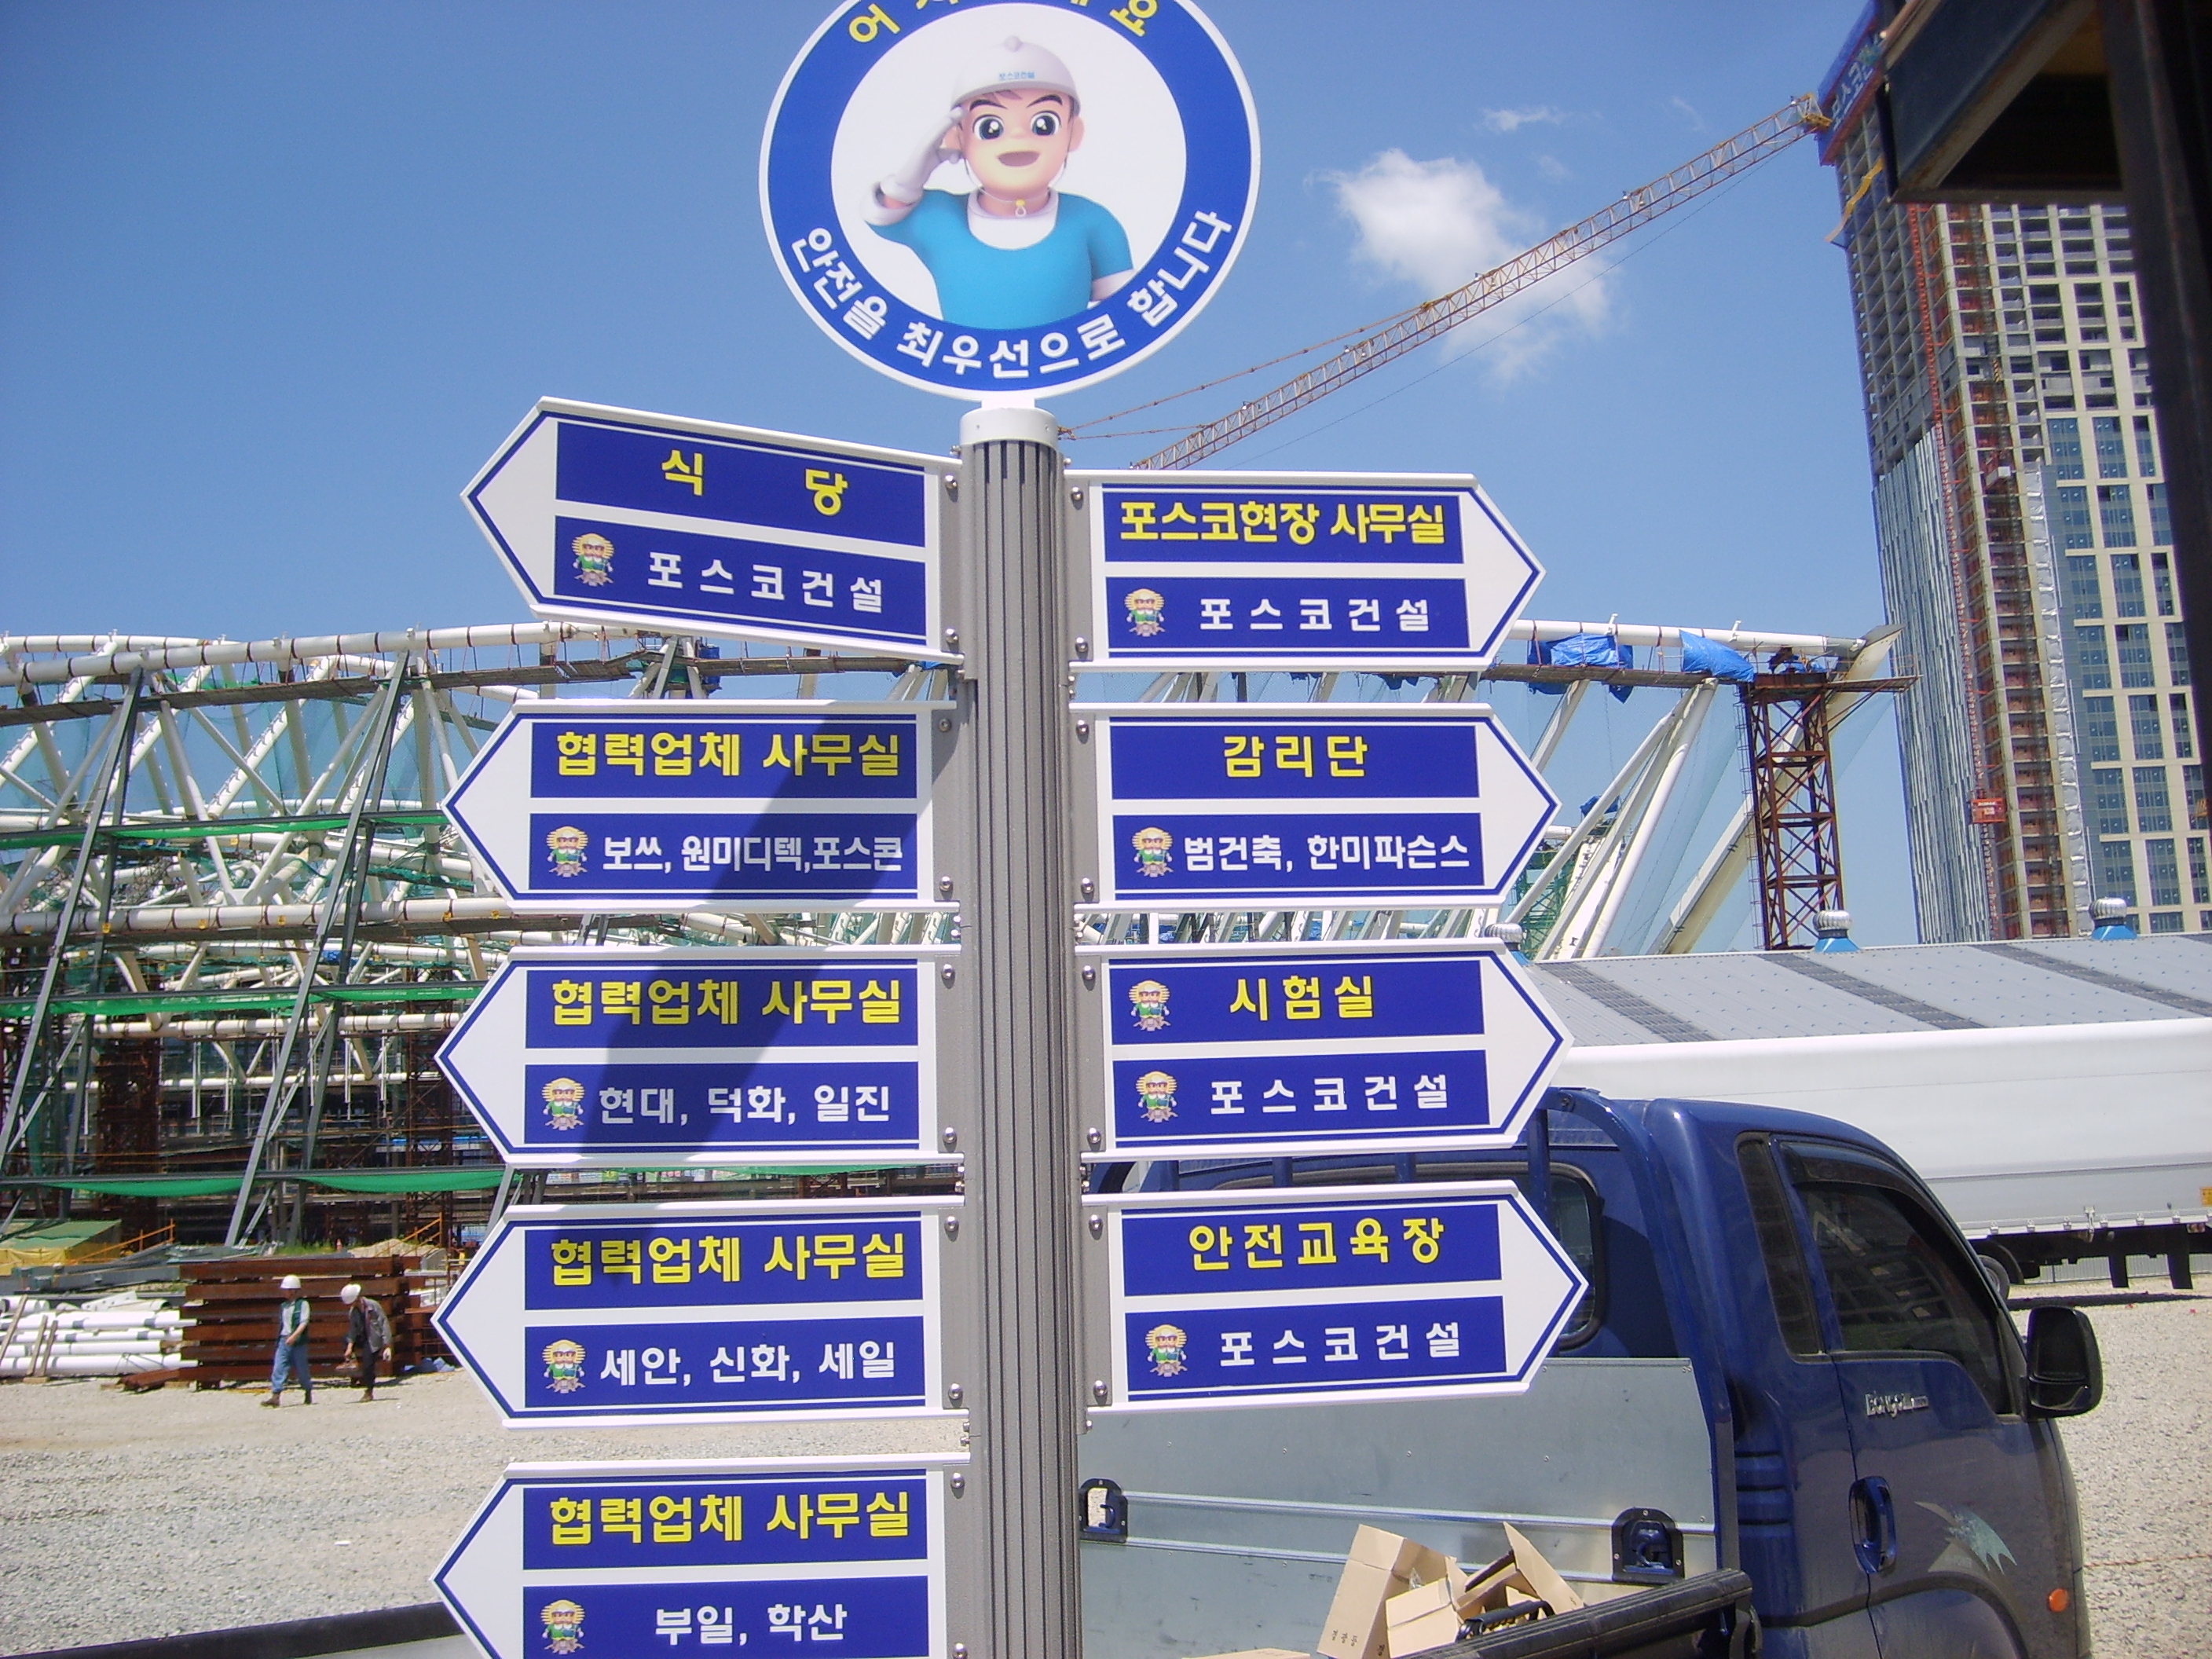 안전을 최우선으로 합니다
포스코건설
식 당
포스코건설
협력업체 사무실
보쓰, 원미디텍,포스콘
협력업체 사무실
현대, 덕화, 일진
협력업체 사무실
세안, 신화, 세일
협력업체 사무실
부일, 학산
포스코현장 사무실
포스코건설
감리단
범건축, 한미파슨스
시험실
포스코건설
안전교육장
포스코건설